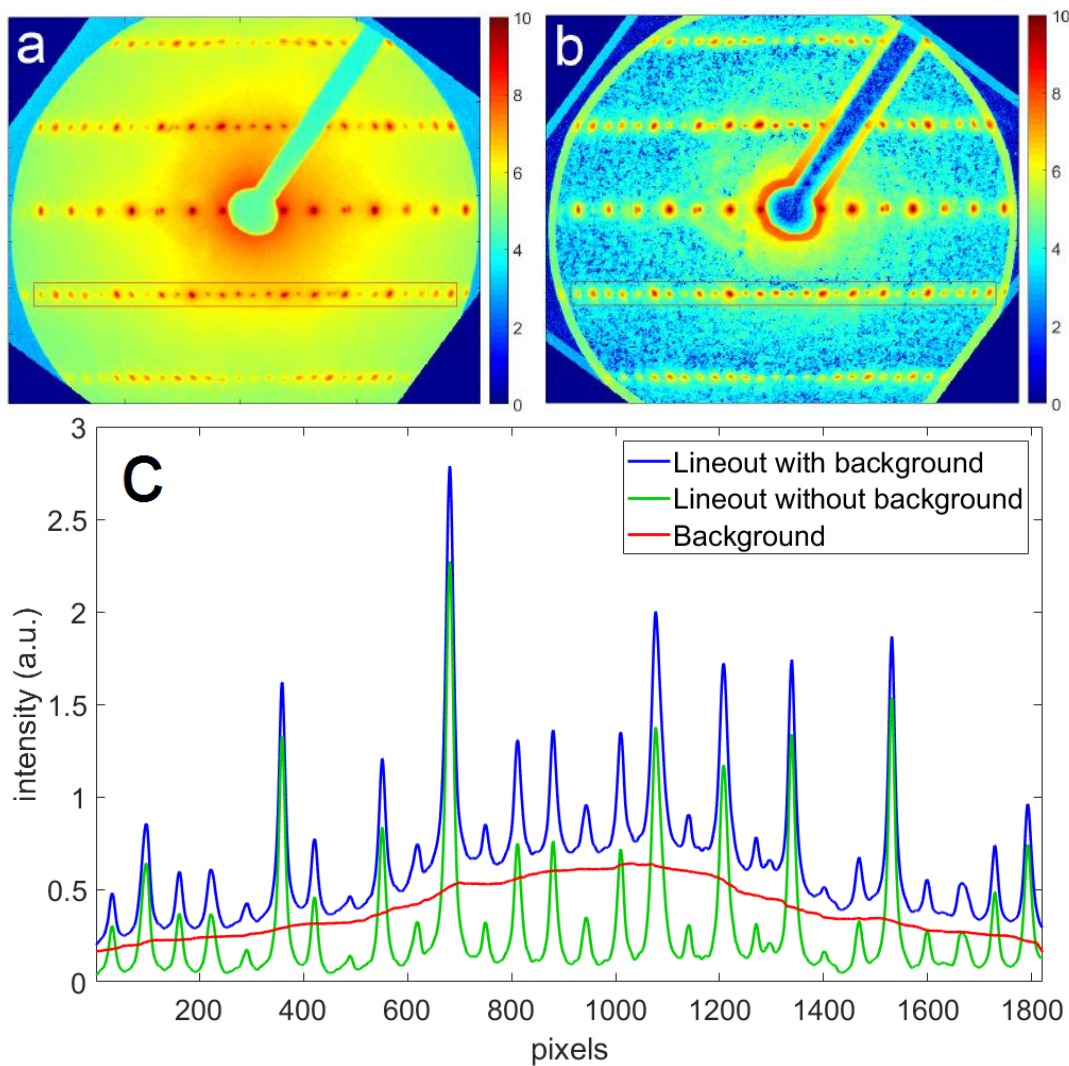 a
10
8
6
4
2
0
b
10
8
6
4
2
0
C
3
2.5
2
1.5
1
0.5
0
intensity (a.u.)
Lineout with background
Lineout without background
Background
200 400 600 800 1000 1200 1400 1600 1800
pixels